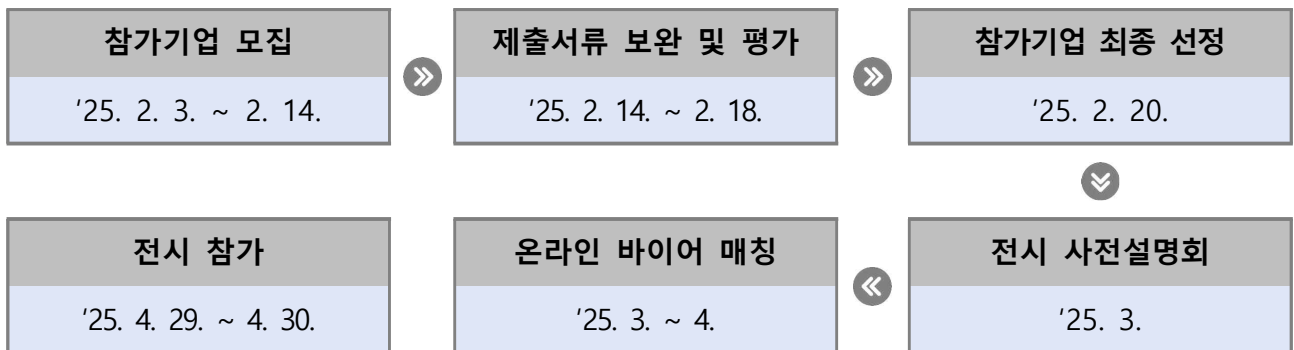 참가기업 모집
'25. 2. 3. ~ 2. 14.
제출서류 보완 및 평가
'25. 2. 14. ~ 2. 18.
참가기업 최종 선정
'25. 2. 20.
전시 사전설명회
'25. 3.
온라인 바이어 매칭
'25. 3. ~ 4.
전시 참가
'25. 4. 29. ~ 4. 30.